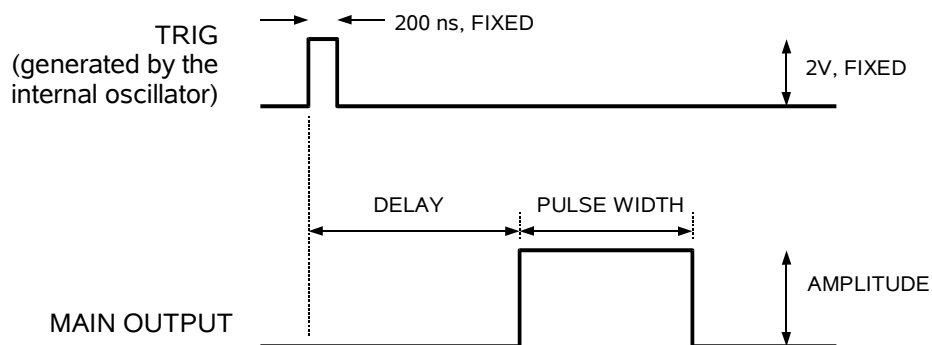 200 ns, FIXED
TRIG
(generated by the
internal oscillator)
2V, FIXED
DELAY
PULSE WIDTH
AMPLITUDE
MAIN OUTPUT